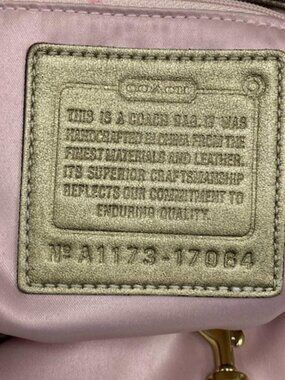 COACH
THIS IS A COACH BAG. IT WAS
HANDCRAFTED IN CHINA FROM THE
FINEST MATERIALS AND LEATHER.
ITS SUPERIOR CRAFTSMANSHIP
REFLECTS OUR COMMITMENT TO
ENDURING QUALITY.
Nº A1173-17064